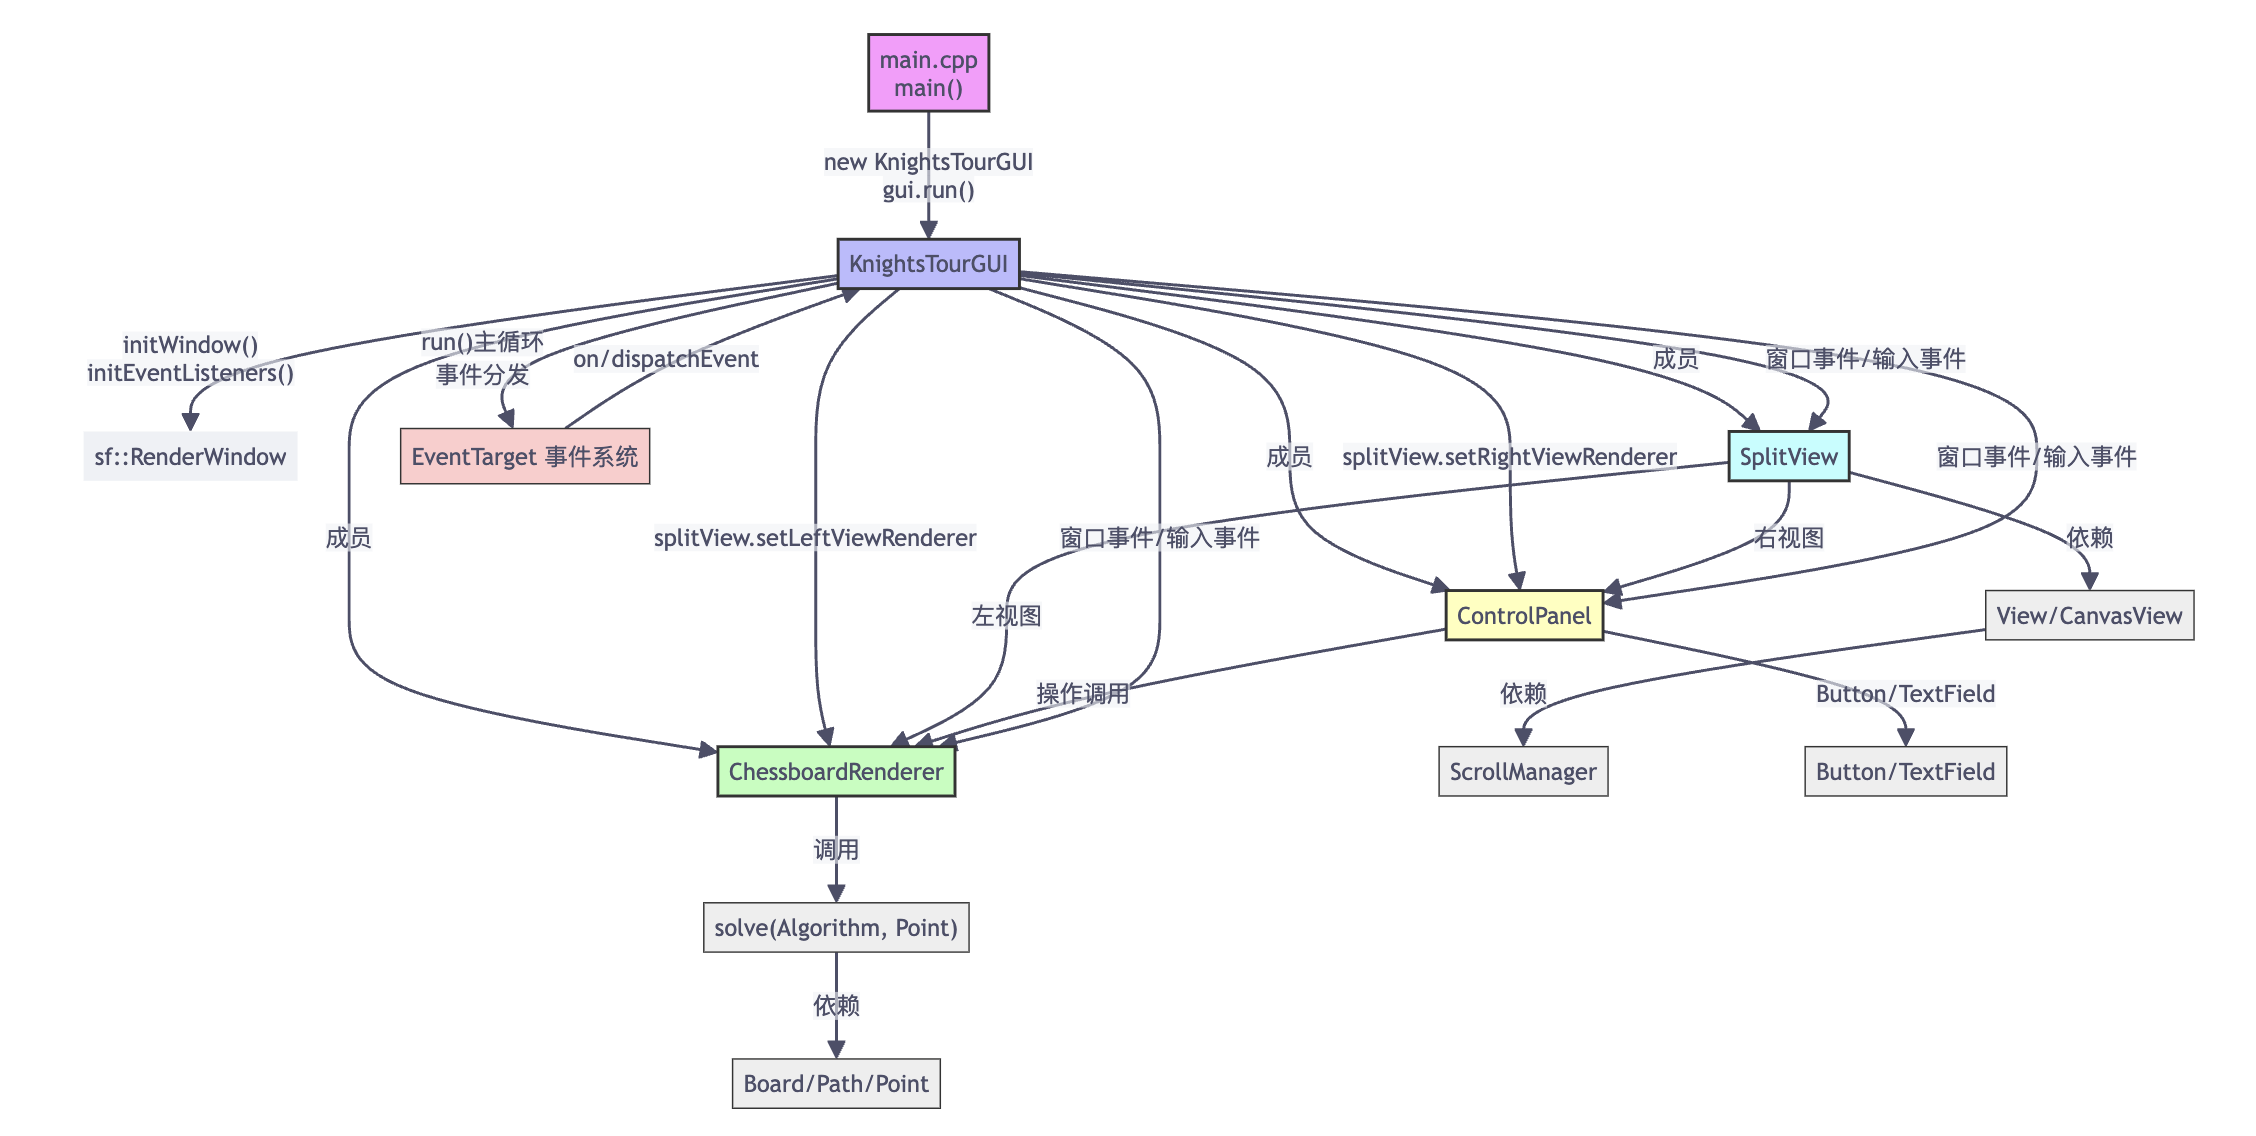 main.cpp
main()
new KnightsTourGUI
gui.run()
KnightsTourGUI
initWindow()
initEventListeners()
run()主循环
事件分发
on/dispatchEvent
成员
窗口事件/输入事件
sf::RenderWindow
EventTarget 事件系统
成员
splitView.setRightViewRenderer
SplitView
窗口事件/输入事件
成员
splitView.setLeftViewRenderer
窗口事件/输入事件
右视图
依赖
左视图
ControlPanel
View/CanvasView
操作调用
依赖
Button/TextField
ChessboardRenderer
ScrollManager
Button/TextField
调用
solve(Algorithm, Point)
依赖
Board/Path/Point